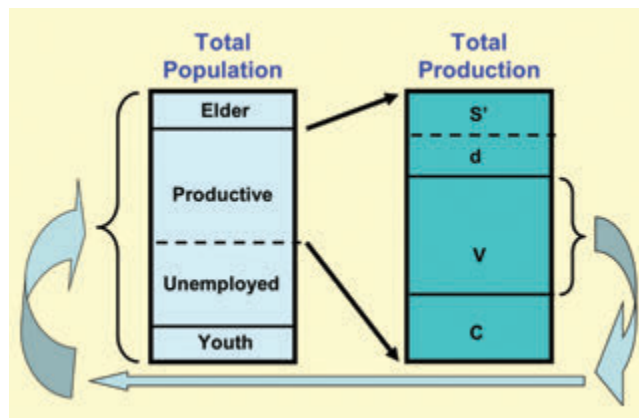 Total
Population
Elder
Productive
Unemployed
Youth
Total
Production
S'
d
V
C